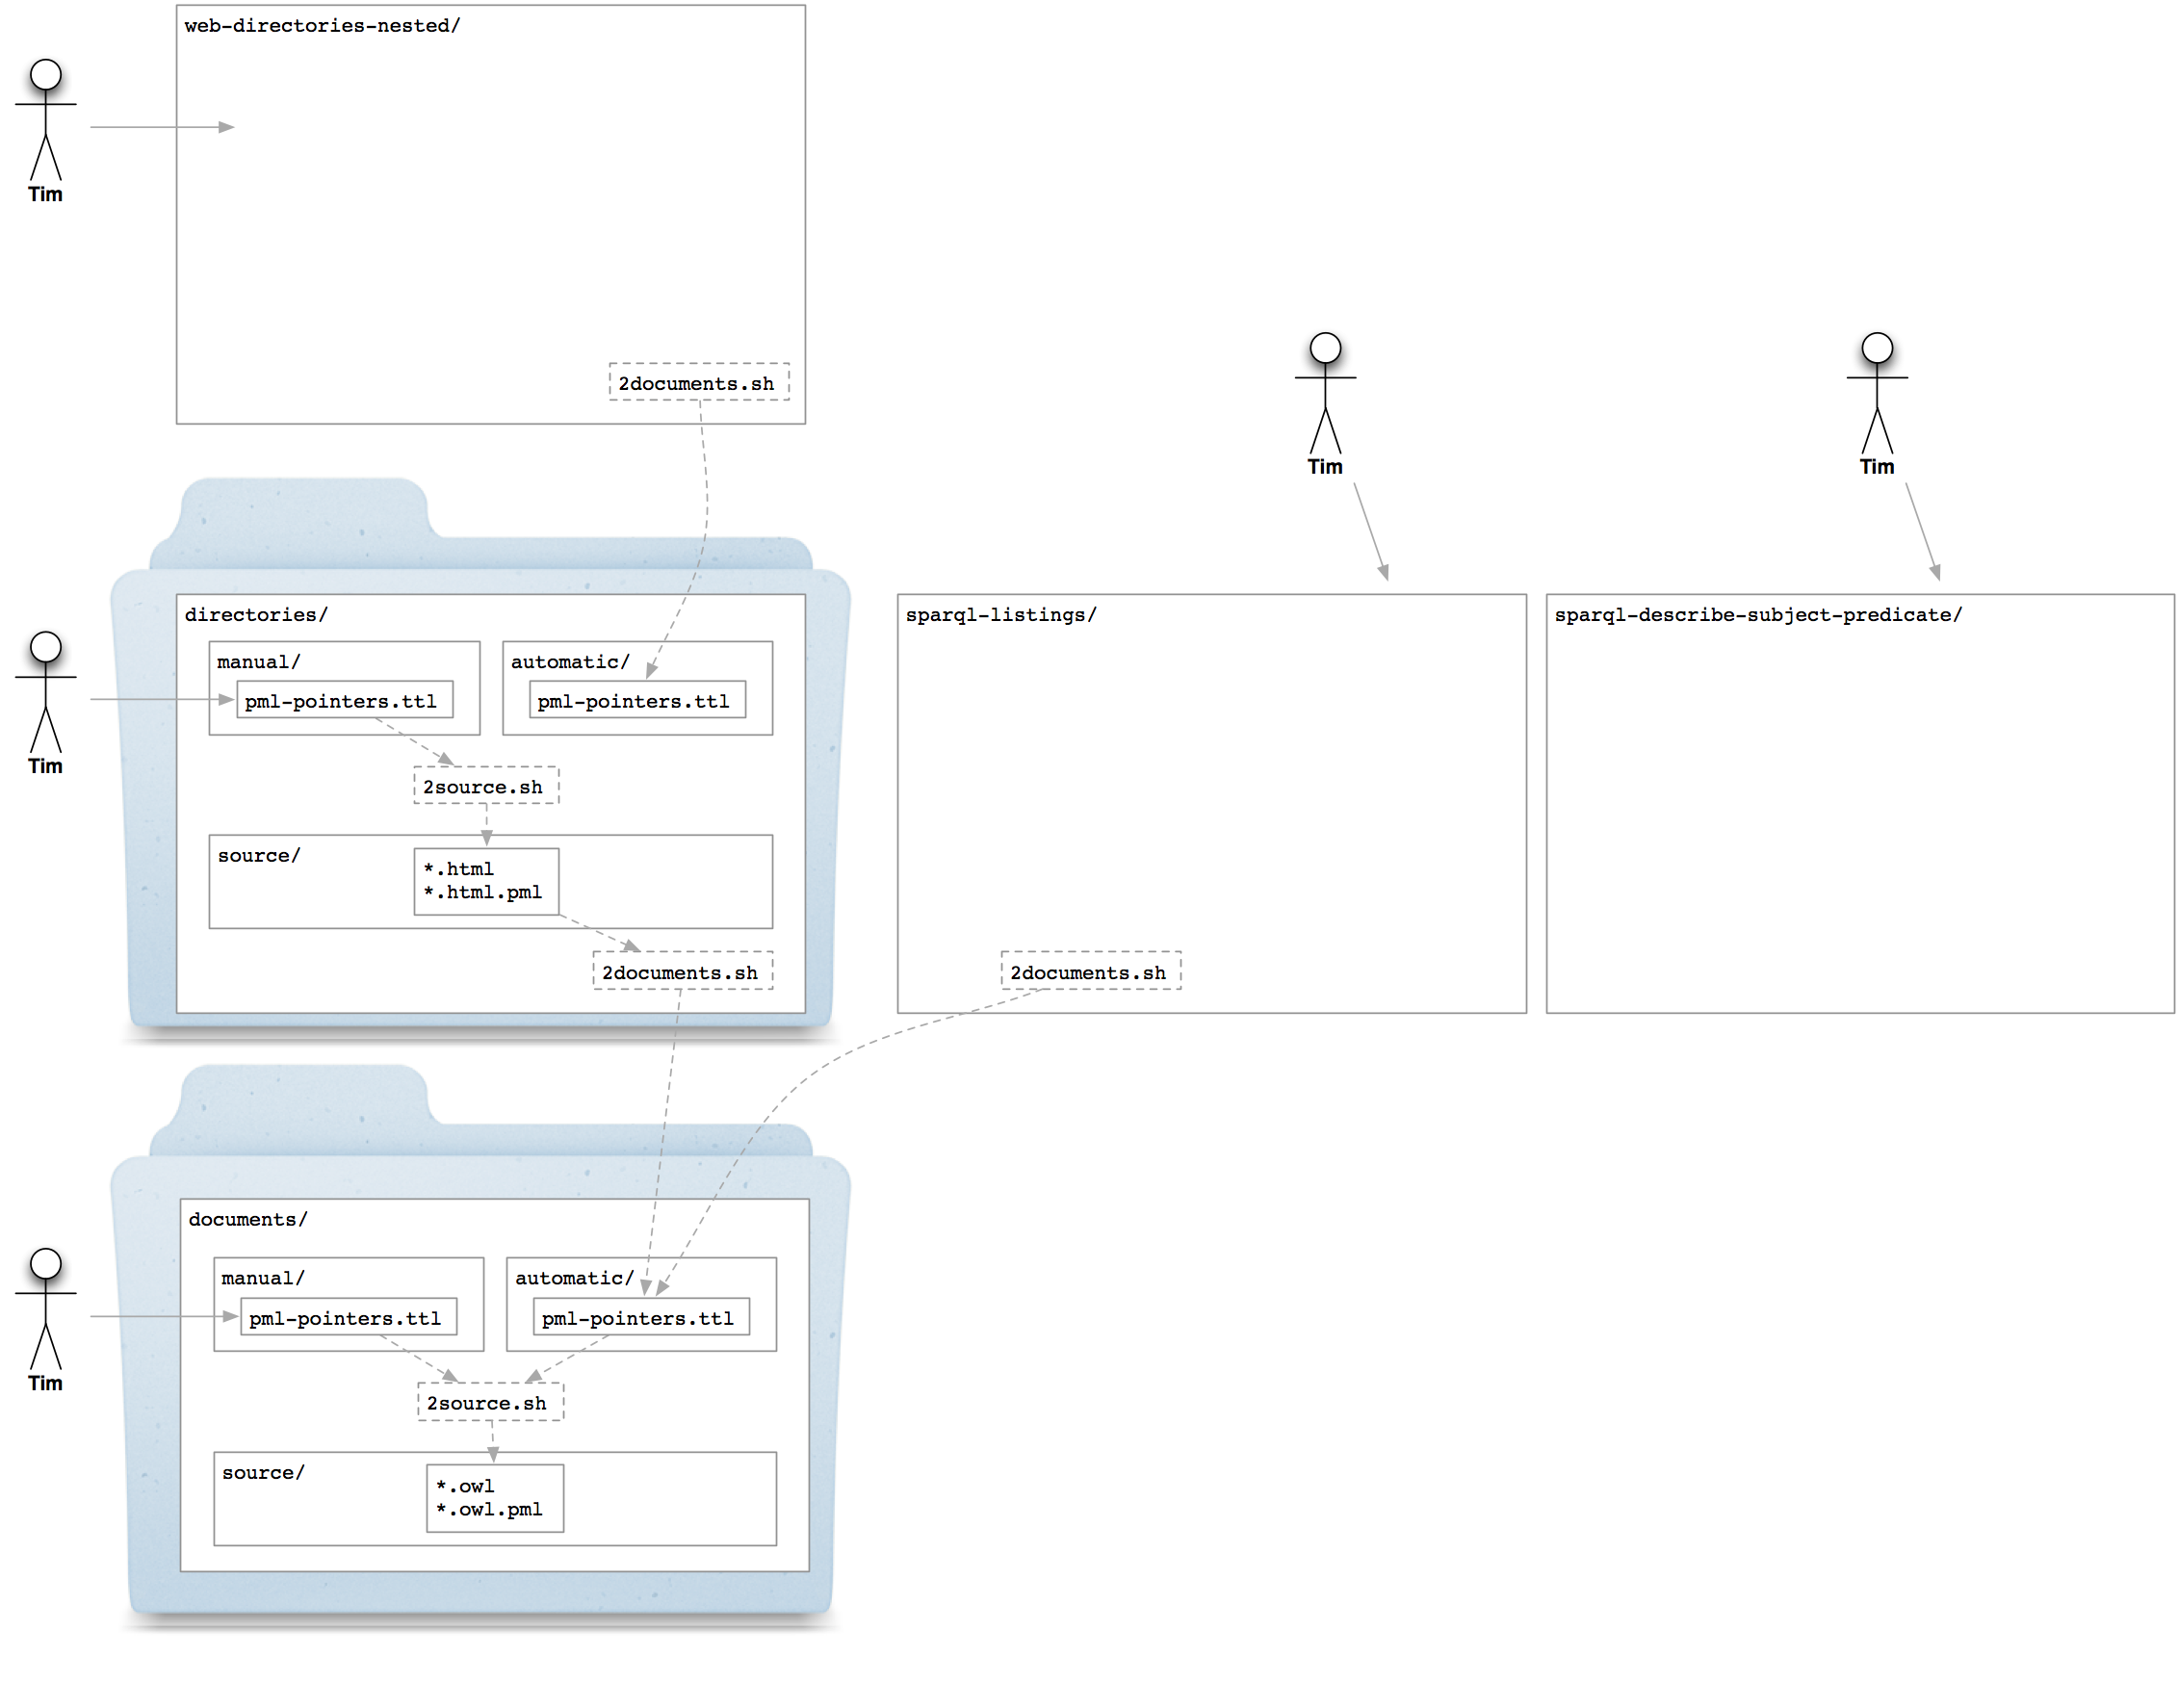 web-directories-nested/
Tim
2documents.sh
Tim
Tim
directories/
manual/
automatic/
pml-pointers.ttl
pml-pointers.ttl
Tim
2source.sh
source/
*.html
*.html.pml
2documents.sh
sparql-listings/
2documents.sh
sparql-describe-subject-predicate/
documents/
manual/
automatic/
pml-pointers.ttl
pml-pointers.ttl
Tim
2source.sh
source/
*.owl
*.owl.pml